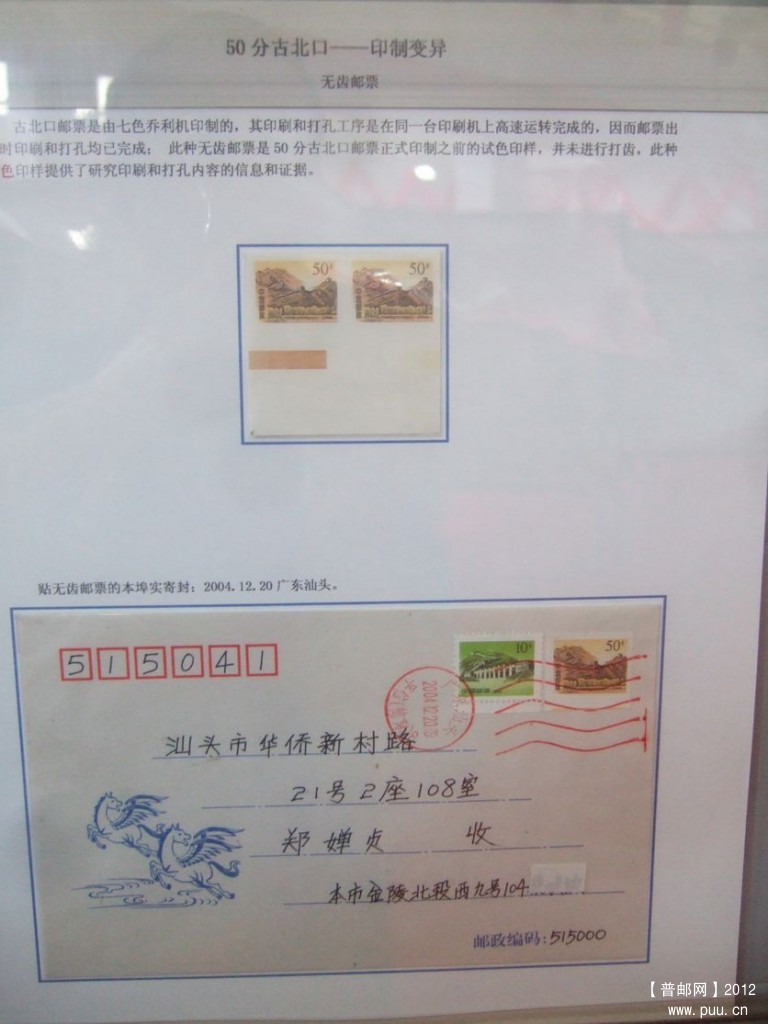 50分古北口——印制变异
无齿邮票
古北口邮票是由七色乔利机印制的，其印刷和打孔工序是在同一台印刷机上高速运转完成的，因而邮票出
时印刷和打孔均已完成； 此种无齿邮票是50分古北口邮票正式印制之前的试色印样，并未进行打齿，此种
色印样提供了研究印刷和打孔内容的信息和证据。
50分
50分
贴无齿邮票的本埠实寄封：2004.12.20广东汕头。
515041
10分
50分
2004.12.20
汕头市华侨新村路
21号2座108室
郑婵贞 收
本市金陵北段西九号104
邮政编码:515000
【普邮网】2012
www.puu.cn